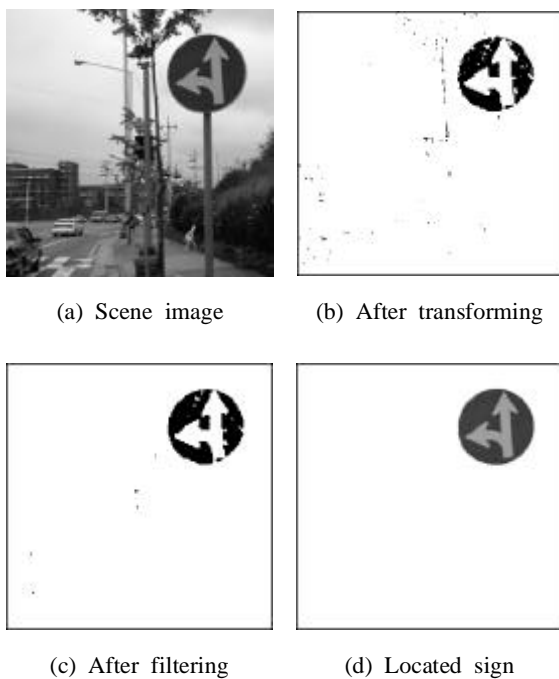 (a) Scene image
(b) After transforming
(c) After filtering
(d) Located sign